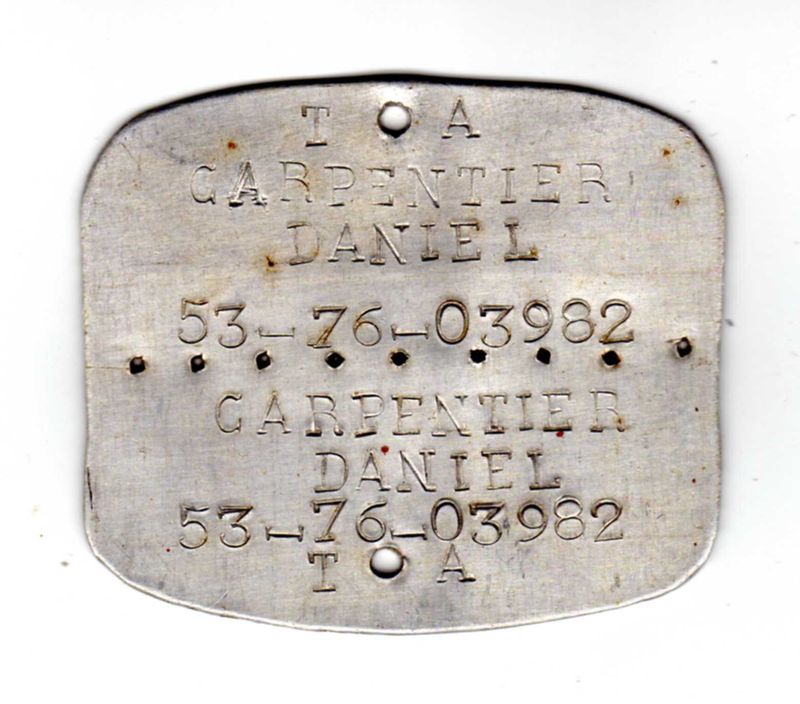 T A
CARPENTIER
DANIEL
53-76-03982
CARPENTIER
DANIEL
53-76-03982
T A